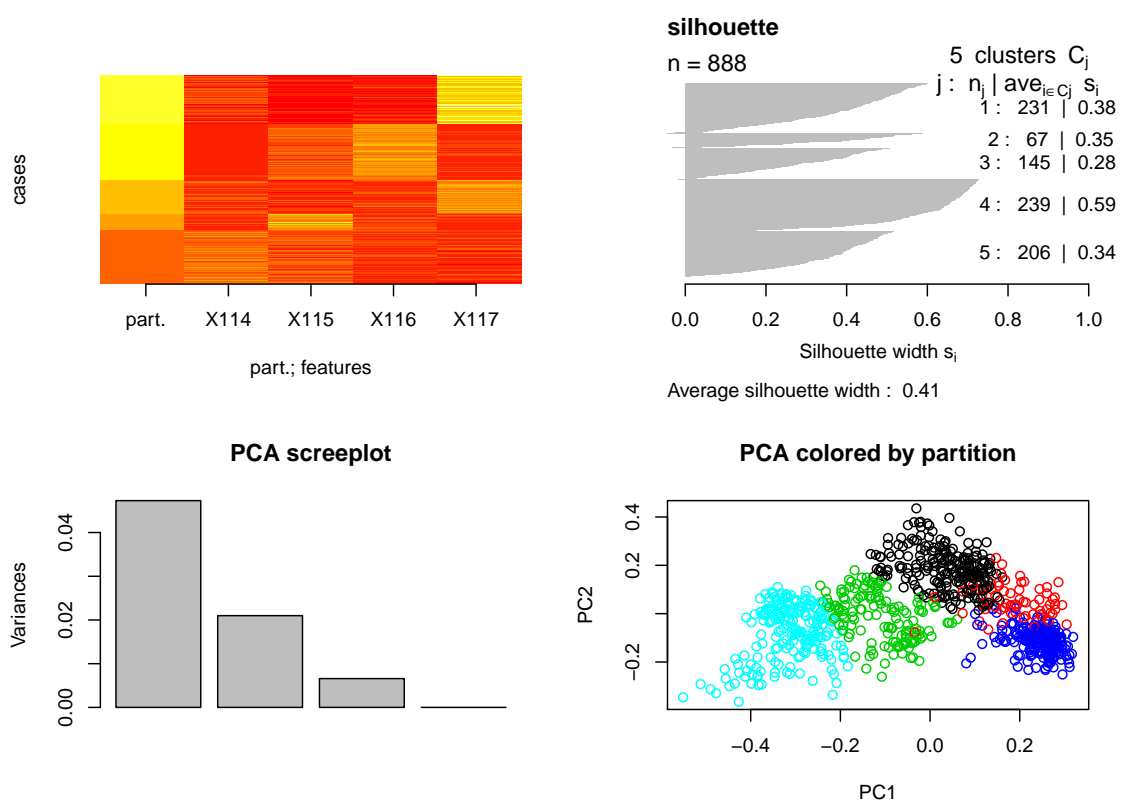 cases
part. X114 X115 X116 X117
part.; features
silhouette
n = 888
5 clusters Cj
j : nj | avei∈Cj si
1 : 231 | 0.38
2 : 67 | 0.35
3 : 145 | 0.28
4 : 239 | 0.59
5 : 206 | 0.34
0.0 0.2 0.4 0.6 0.8 1.0
Silhouette width si
Average silhouette width : 0.41
PCA screeplot
Variances
0.04
0.02
0.00
PCA colored by partition
PC2
0.4
0.2
−0.2
−0.4 −0.2 0.0 0.2
PC1